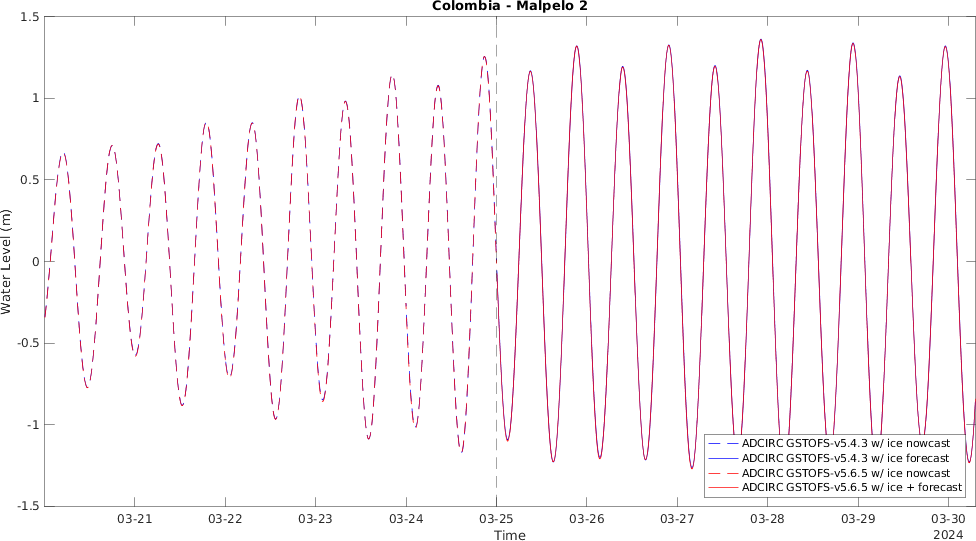 Colombia - Malpelo 2
1.5
1
0.5
0
-0.5
-1
-1.5
Water Level (m)
03-21
03-22
03-23
03-24
03-25
03-26
03-27
03-28
03-29
03-30
2024
Time
ADCIRC GSTOFS-v5.4.3 w/ ice nowcast
ADCIRC GSTOFS-v5.4.3 w/ ice forecast
ADCIRC GSTOFS-v5.6.5 w/ ice nowcast
ADCIRC GSTOFS-v5.6.5 w/ ice + forecast